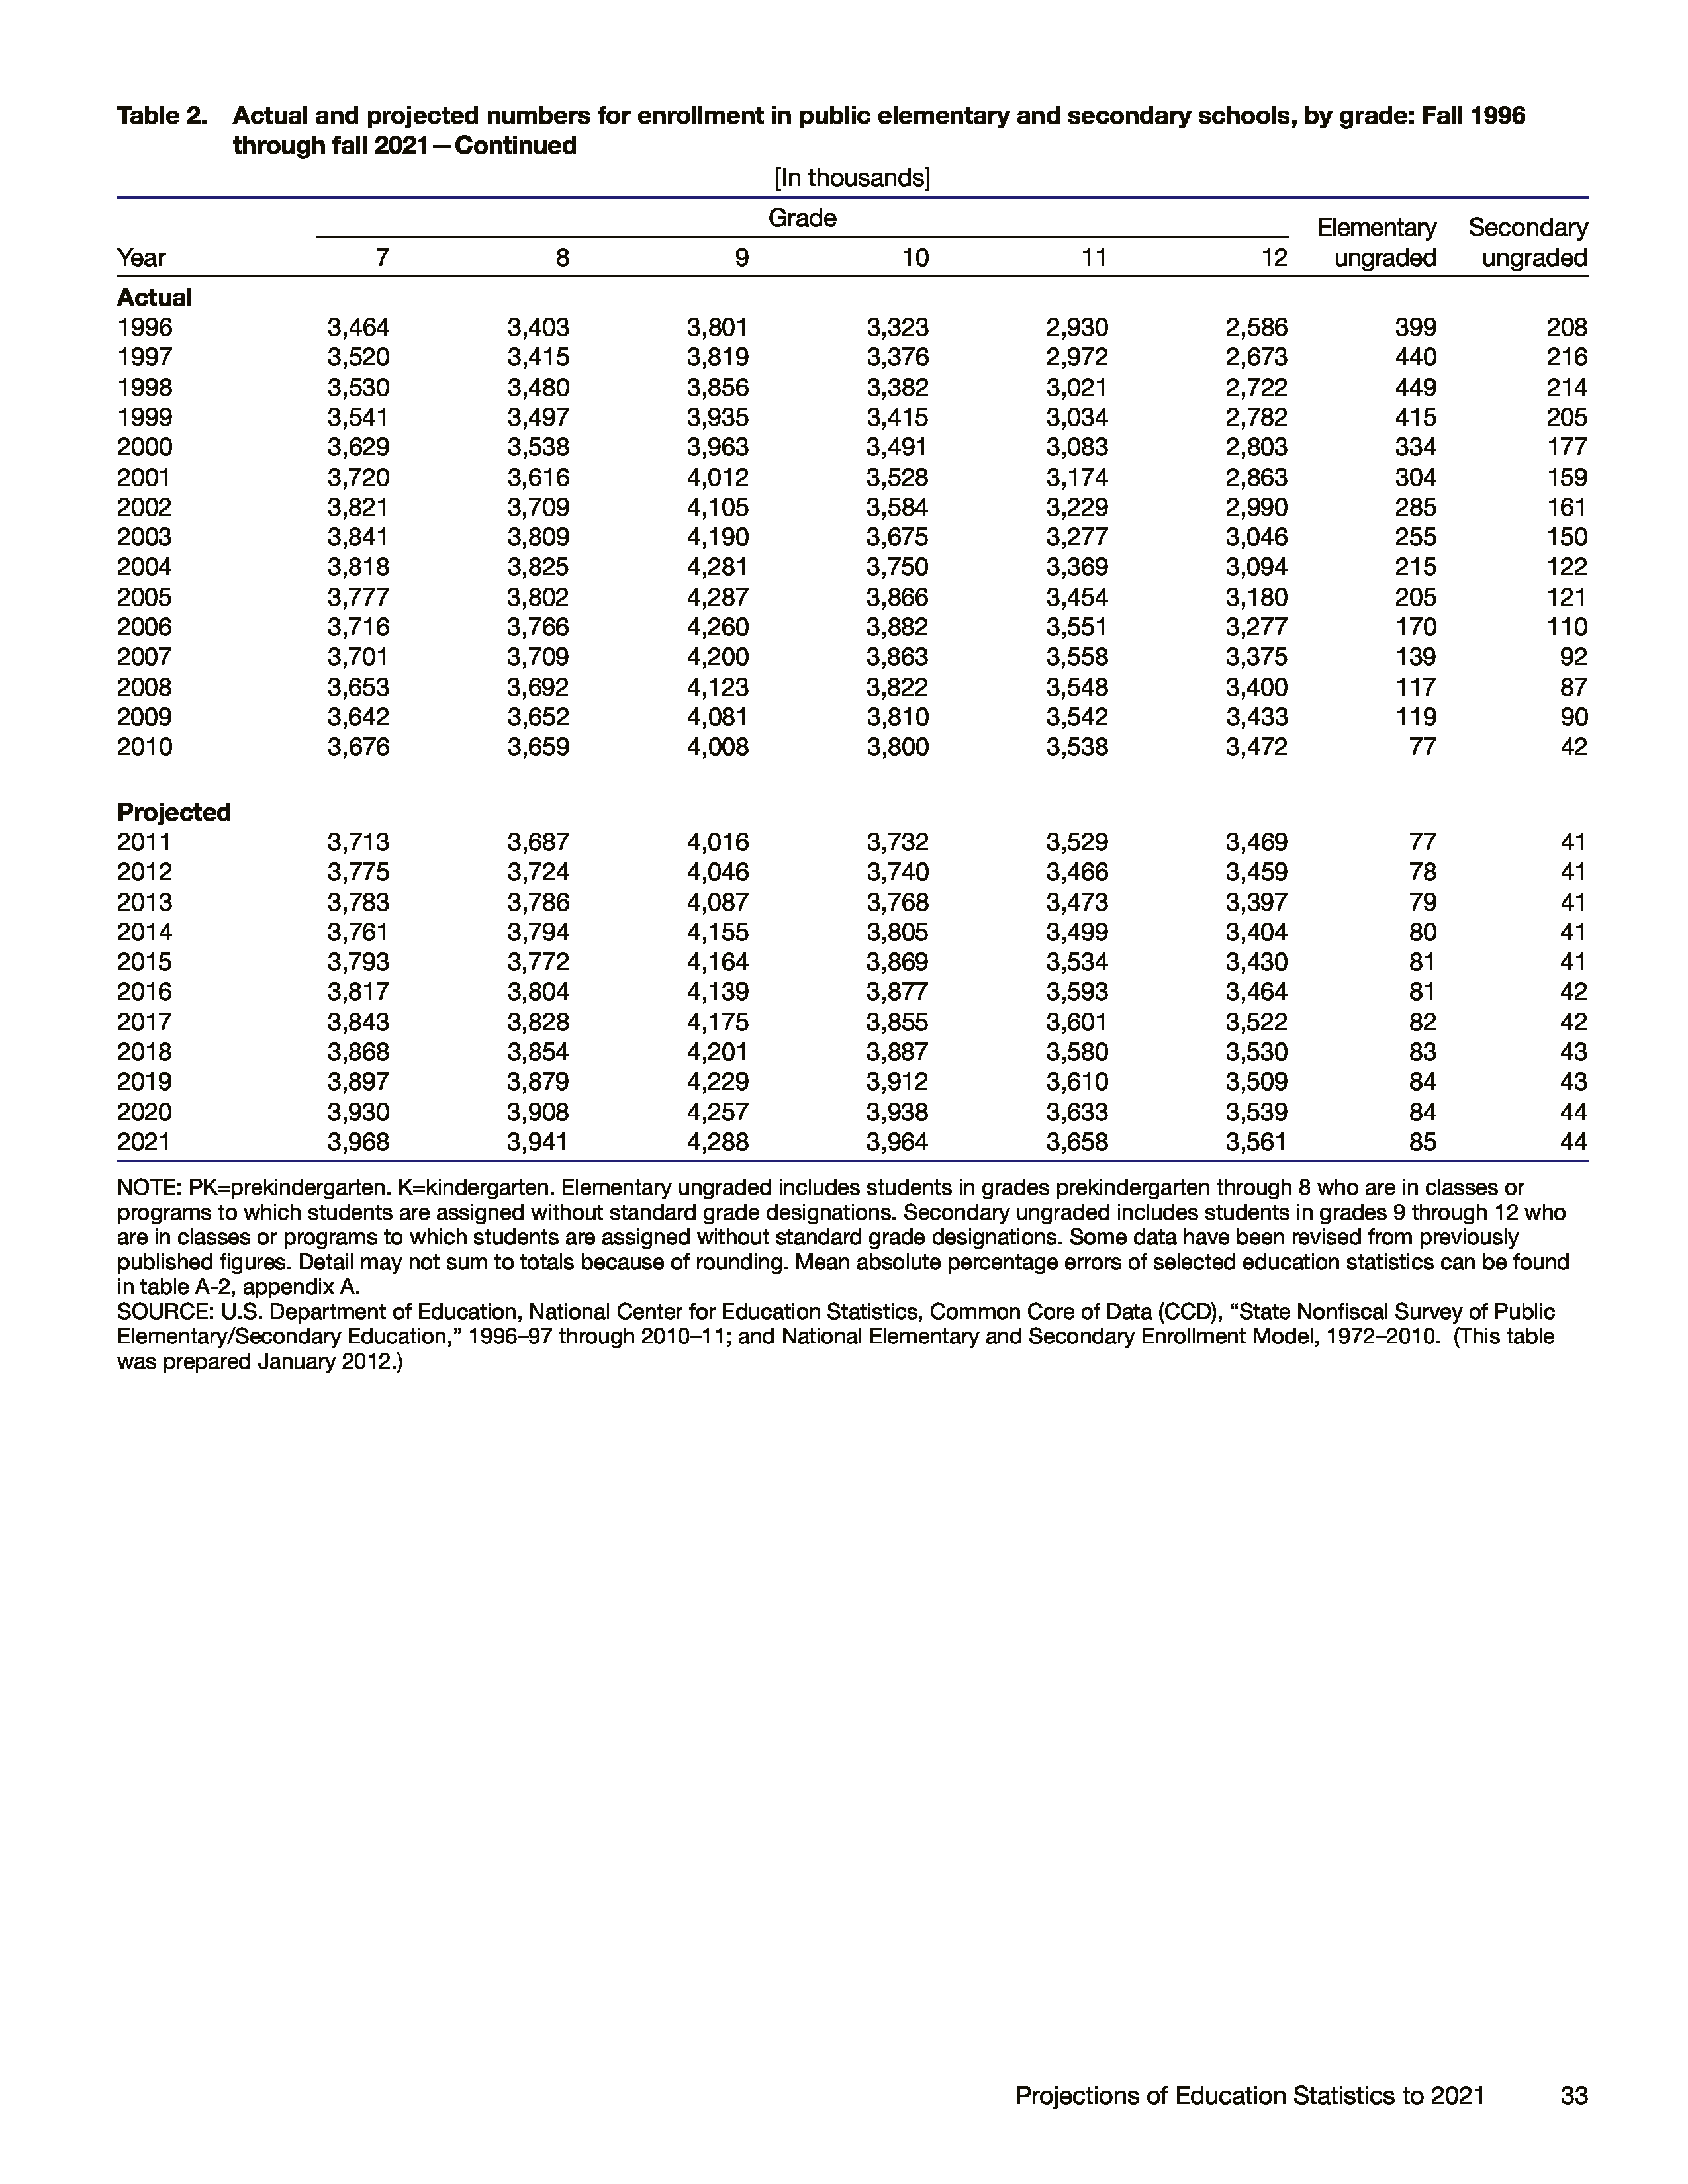 Table 2. Actual and projected numbers for enrollment in public elementary and secondary schools, by grade: Fall 1996
through fall 2021—Continued
[In thousands]
Grade
Elementary Secondary
Year 7 8 9 10 11 12 ungraded ungraded
Actual
1996 3,464 3,403 3,801 3,323 2,930 2,586 399 208
1997 3,520 3,415 3,819 3,376 2,972 2,673 440 216
1998 3,530 3,480 3,856 3,382 3,021 2,722 449 214
1999 3,541 3,497 3,935 3,415 3,034 2,782 415 205
2000 3,629 3,538 3,963 3,491 3,083 2,803 334 177
2001 3,720 3,616 4,012 3,528 3,174 2,863 304 159
2002 3,821 3,709 4,105 3,584 3,229 2,990 285 161
2003 3,841 3,809 4,190 3,675 3,277 3,046 255 150
2004 3,818 3,825 4,281 3,750 3,369 3,094 215 122
2005 3,777 3,802 4,287 3,866 3,454 3,180 205 121
2006 3,716 3,766 4,260 3,882 3,551 3,277 170 110
2007 3,701 3,709 4,200 3,863 3,558 3,375 139 92
2008 3,653 3,692 4,123 3,822 3,548 3,400 117 87
2009 3,642 3,652 4,081 3,810 3,542 3,433 119 90
2010 3,676 3,659 4,008 3,800 3,538 3,472 77 42
Projected
2011 3,713 3,687 4,016 3,732 3,529 3,469 77 41
2012 3,775 3,724 4,046 3,740 3,466 3,459 78 41
2013 3,783 3,786 4,087 3,768 3,473 3,397 79 41
2014 3,761 3,794 4,155 3,805 3,499 3,404 80 41
2015 3,793 3,772 4,164 3,869 3,534 3,430 81 41
2016 3,817 3,804 4,139 3,877 3,593 3,464 81 42
2017 3,843 3,828 4,175 3,855 3,601 3,522 82 42
2018 3,868 3,854 4,201 3,887 3,580 3,530 83 43
2019 3,897 3,879 4,229 3,912 3,610 3,509 84 43
2020 3,930 3,908 4,257 3,938 3,633 3,539 84 44
2021 3,968 3,941 4,288 3,964 3,658 3,561 85 44
NOTE: PK=prekindergarten. K=kindergarten. Elementary ungraded includes students in grades prekindergarten through 8 who are in classes or
programs to which students are assigned without standard grade designations. Secondary ungraded includes students in grades 9 through 12 who
are in classes or programs to which students are assigned without standard grade designations. Some data have been revised from previously
published figures. Detail may not sum to totals because of rounding. Mean absolute percentage errors of selected education statistics can be found
in table A-2, appendix A.
SOURCE: U.S. Department of Education, National Center for Education Statistics, Common Core of Data (CCD), “State Nonfiscal Survey of Public
Elementary/Secondary Education,” 1996–97 through 2010–11; and National Elementary and Secondary Enrollment Model, 1972–2010. (This table
was prepared January 2012.)
Projections of Education Statistics to 2021 33